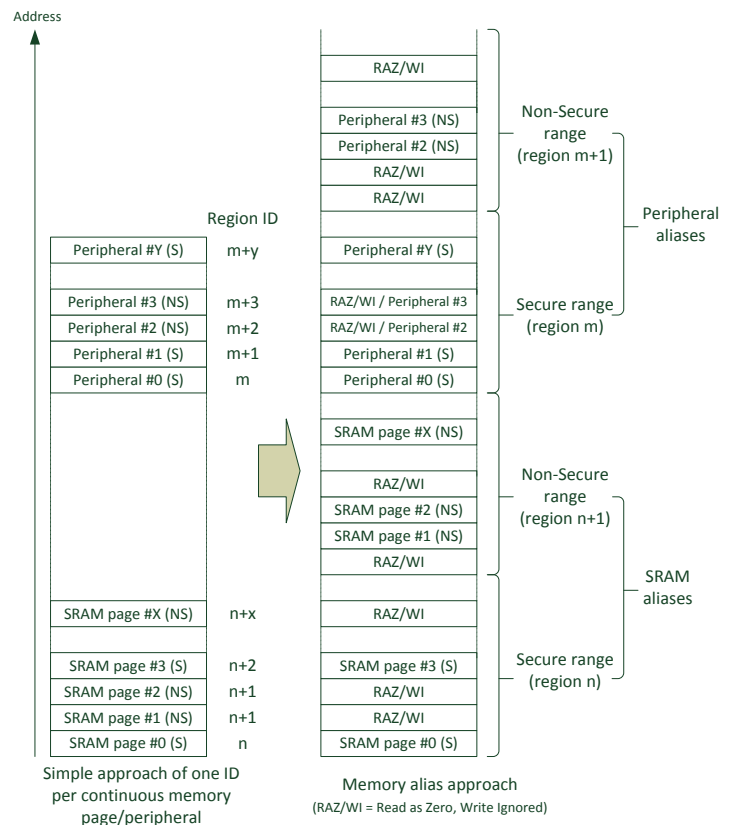 Address
Region ID
Peripheral #Y (S) m+y
Peripheral #3 (NS) m+3
Peripheral #2 (NS) m+2
Peripheral #1 (S) m+1
Peripheral #0 (S) m
SRAM page #X (NS) n+x
SRAM page #3 (S) n+2
SRAM page #2 (NS) n+1
SRAM page #1 (NS) n+1
SRAM page #0 (S) n
Simple approach of one ID
per continuous memory
page/peripheral
RAZ/WI
Peripheral #3 (NS)
Peripheral #2 (NS)
RAZ/WI
RAZ/WI
Peripheral #Y (S)
RAZ/WI / Peripheral #3
RAZ/WI / Peripheral #2
Peripheral #1 (S)
Peripheral #0 (S)
SRAM page #X (NS)
RAZ/WI
SRAM page #2 (NS)
SRAM page #1 (NS)
RAZ/WI
RAZ/WI
SRAM page #3 (S)
RAZ/WI
RAZ/WI
SRAM page #0 (S)
Memory alias approach
(RAZ/WI = Read as Zero, Write Ignored)
Non-Secure
range
(region m+1)
Secure range
(region m)
Peripheral
aliases
Non-Secure
range
(region n+1)
Secure range
(region n)
SRAM
aliases